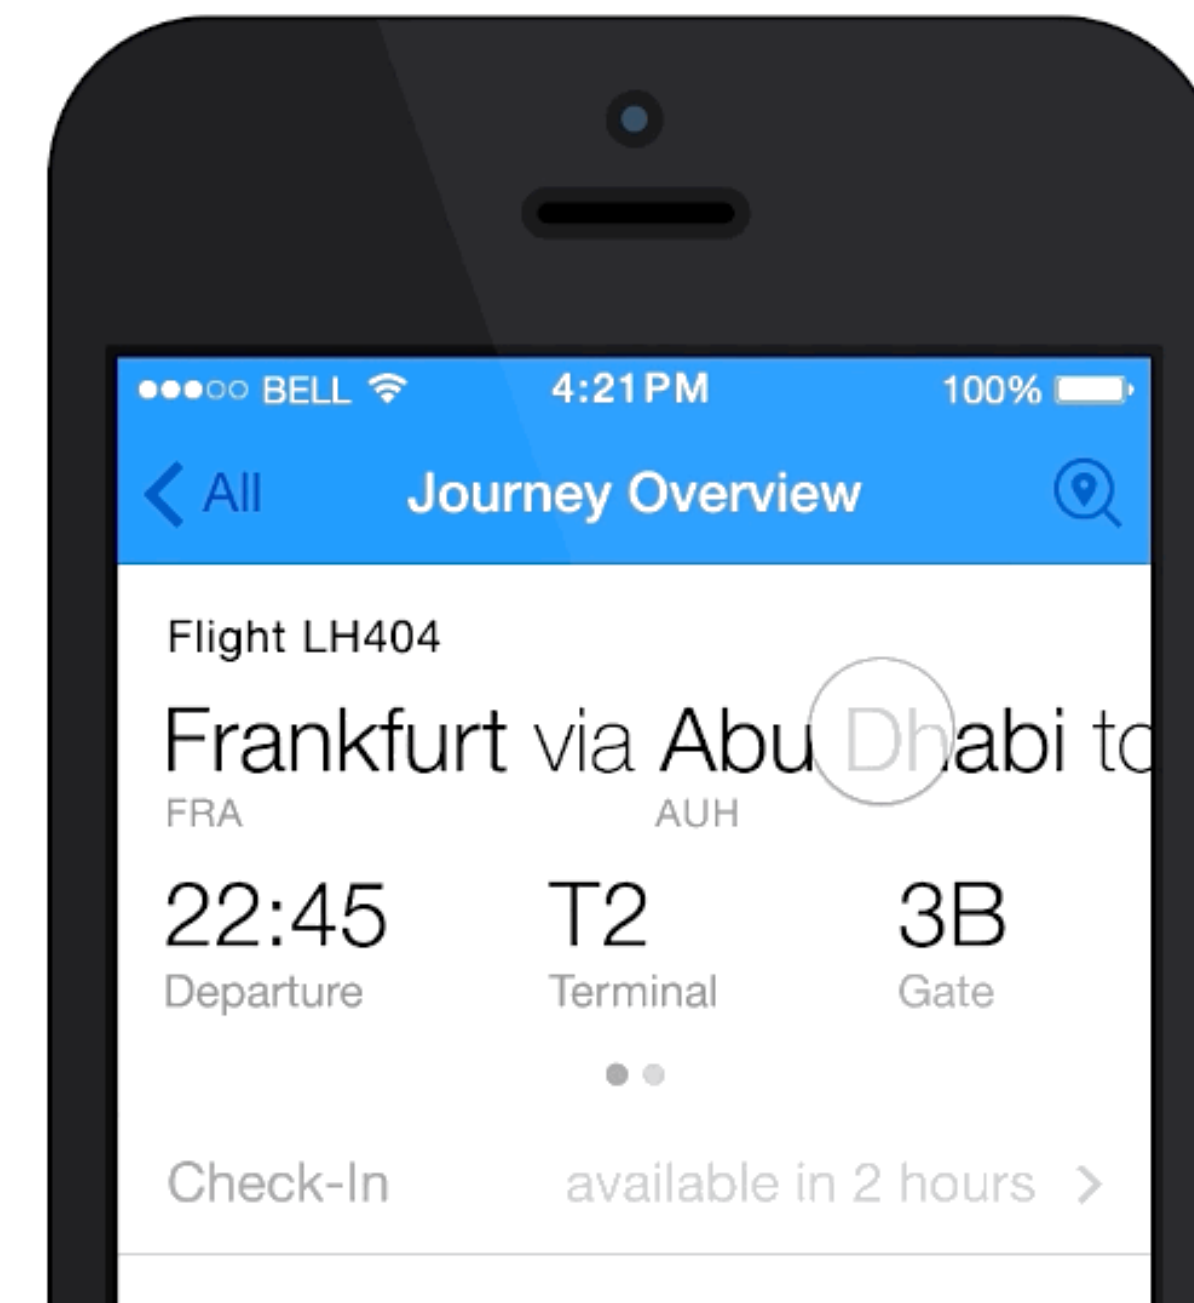 BELL 4:21 PM 100%
All Journey Overview
Flight LH404
Frankfurt via Abu Dhabi to
FRA AUH
22:45 T2 3B
Departure Terminal Gate
Check-In available in 2 hours